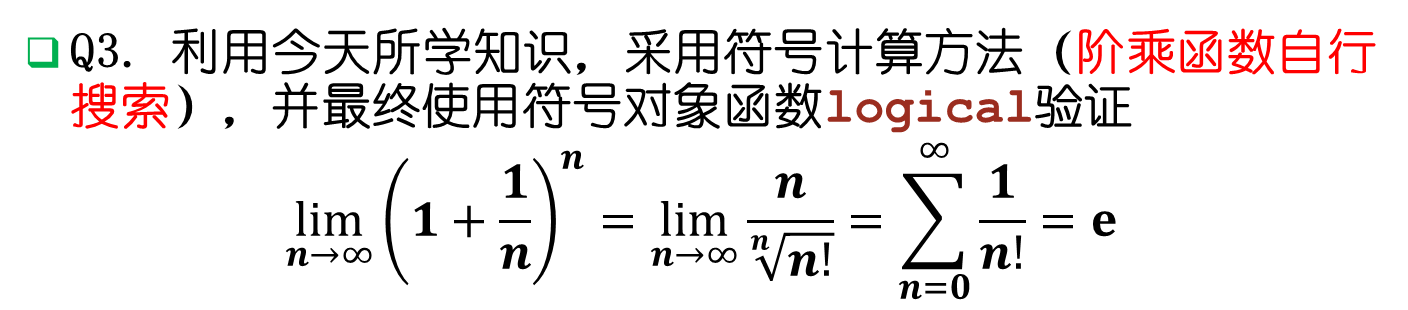 Q3. 利用今天所学知识，采用符号计算方法（阶乘函数自行
搜索），并最终使用符号对象函数logical验证
lim_{n→∞} (1 + 1/n)^n = lim_{n→∞} n/ⁿ√(n!) = ∑_{n=0}^{∞} 1/n! = e